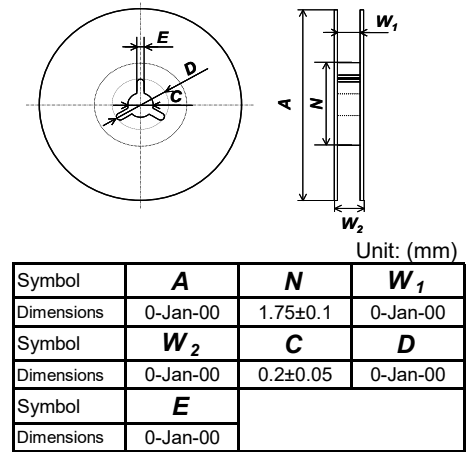 E
D
C
A
N
W1
W2
Unit: (mm)
Symbol A N W1
Dimensions 0-Jan-00 1.75±0.1 0-Jan-00
Symbol W2 C D
Dimensions 0-Jan-00 0.2±0.05 0-Jan-00
Symbol E
Dimensions 0-Jan-00